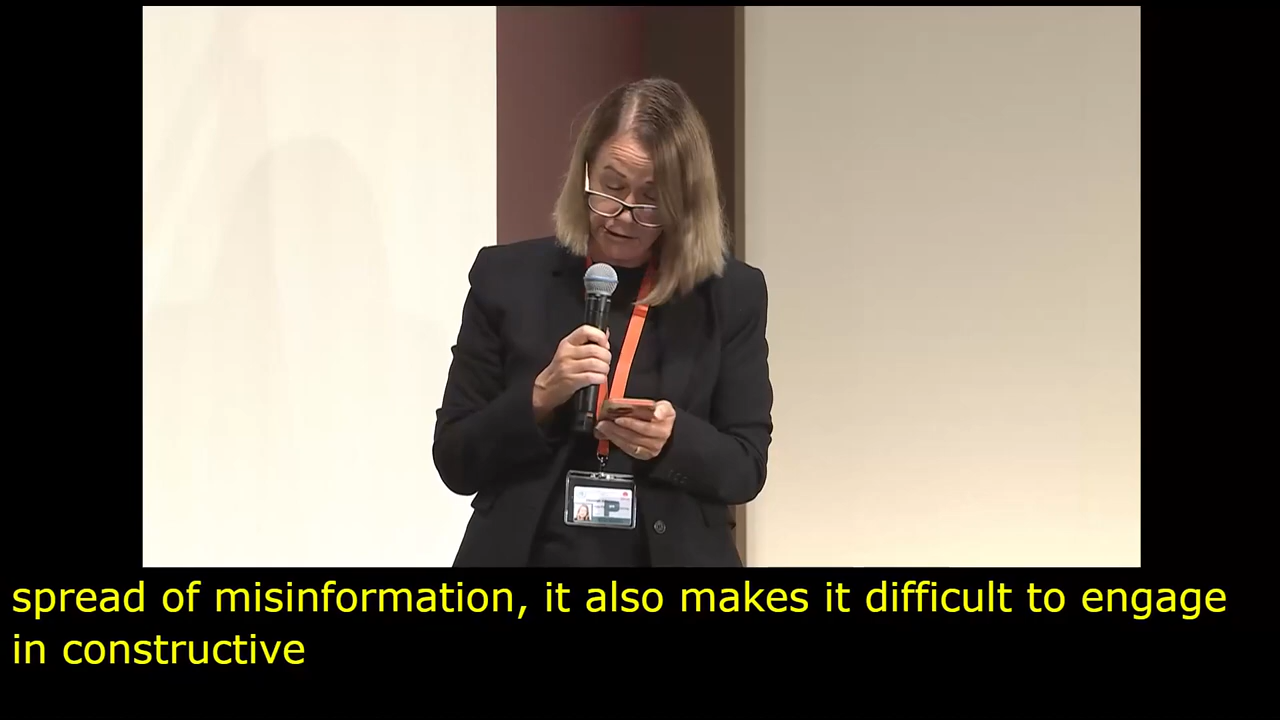 P
spread of misinformation, it also makes it difficult to engage
in constructive